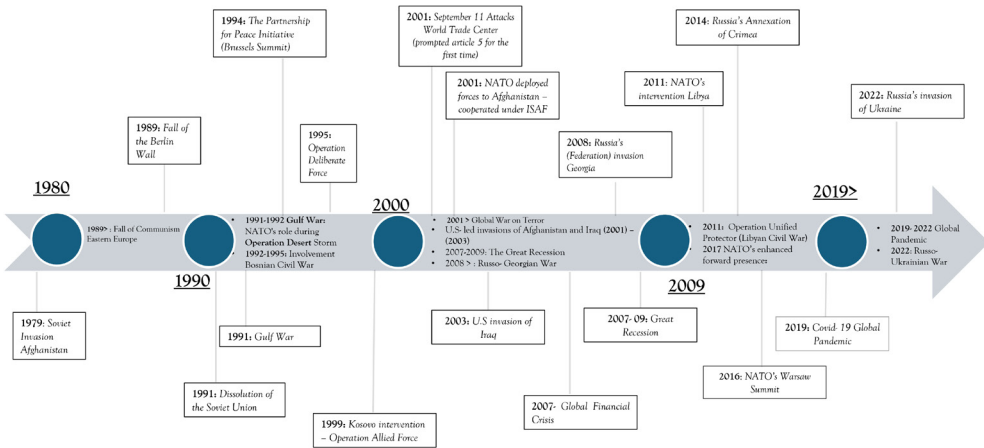 1994: The Partnership
for Peace Initiative
(Brussels Summit)
2001: September 11 Attacks
World Trade Center
(prompted article 5 for the
first time)
2014: Russia's Annexation
of Crimea
2001: NATO deployed
forces to Afghanistan –
cooperated under ISAF
2011: NATO's
intervention Libya
2022: Russia's invasion
of Ukraine
1989: Fall of
the Berlin
Wall
1995:
Operation
Deliberate
Force
2008: Russia's
(Federation) invasion
Georgia
1980
2000
2019>
1989> : Fall of Communism
Eastern Europe
• 1991-1992 Gulf War:
NATO's role during
Operation Desert Storm
• 1992-1995: Involvement
Bosnian Civil War
• 2001 > Global War on Terror
• U.S- led invasions of Afghanistan and Iraq (2001) –
(2003)
• 2007-2009: The Great Recession
• 2008 > : Russo- Georgian War
• 2011: Operation Unified
Protector (Libyan Civil War)
• 2017 NATO's enhanced
forward presence:
• 2019- 2022 Global
Pandemic
• 2022: Russo-
Ukrainian War
1990
2009
1979: Soviet
Invasion
Afghanistan
1991: Gulf War
2003: U.S invasion of
Iraq
2007- 09: Great
Recession
2019: Covid- 19 Global
Pandemic
1991: Dissolution
of the Soviet Union
2016: NATO's Warsaw
Summit
1999: Kosovo intervention
– Operation Allied Force
2007- Global Financial
Crisis